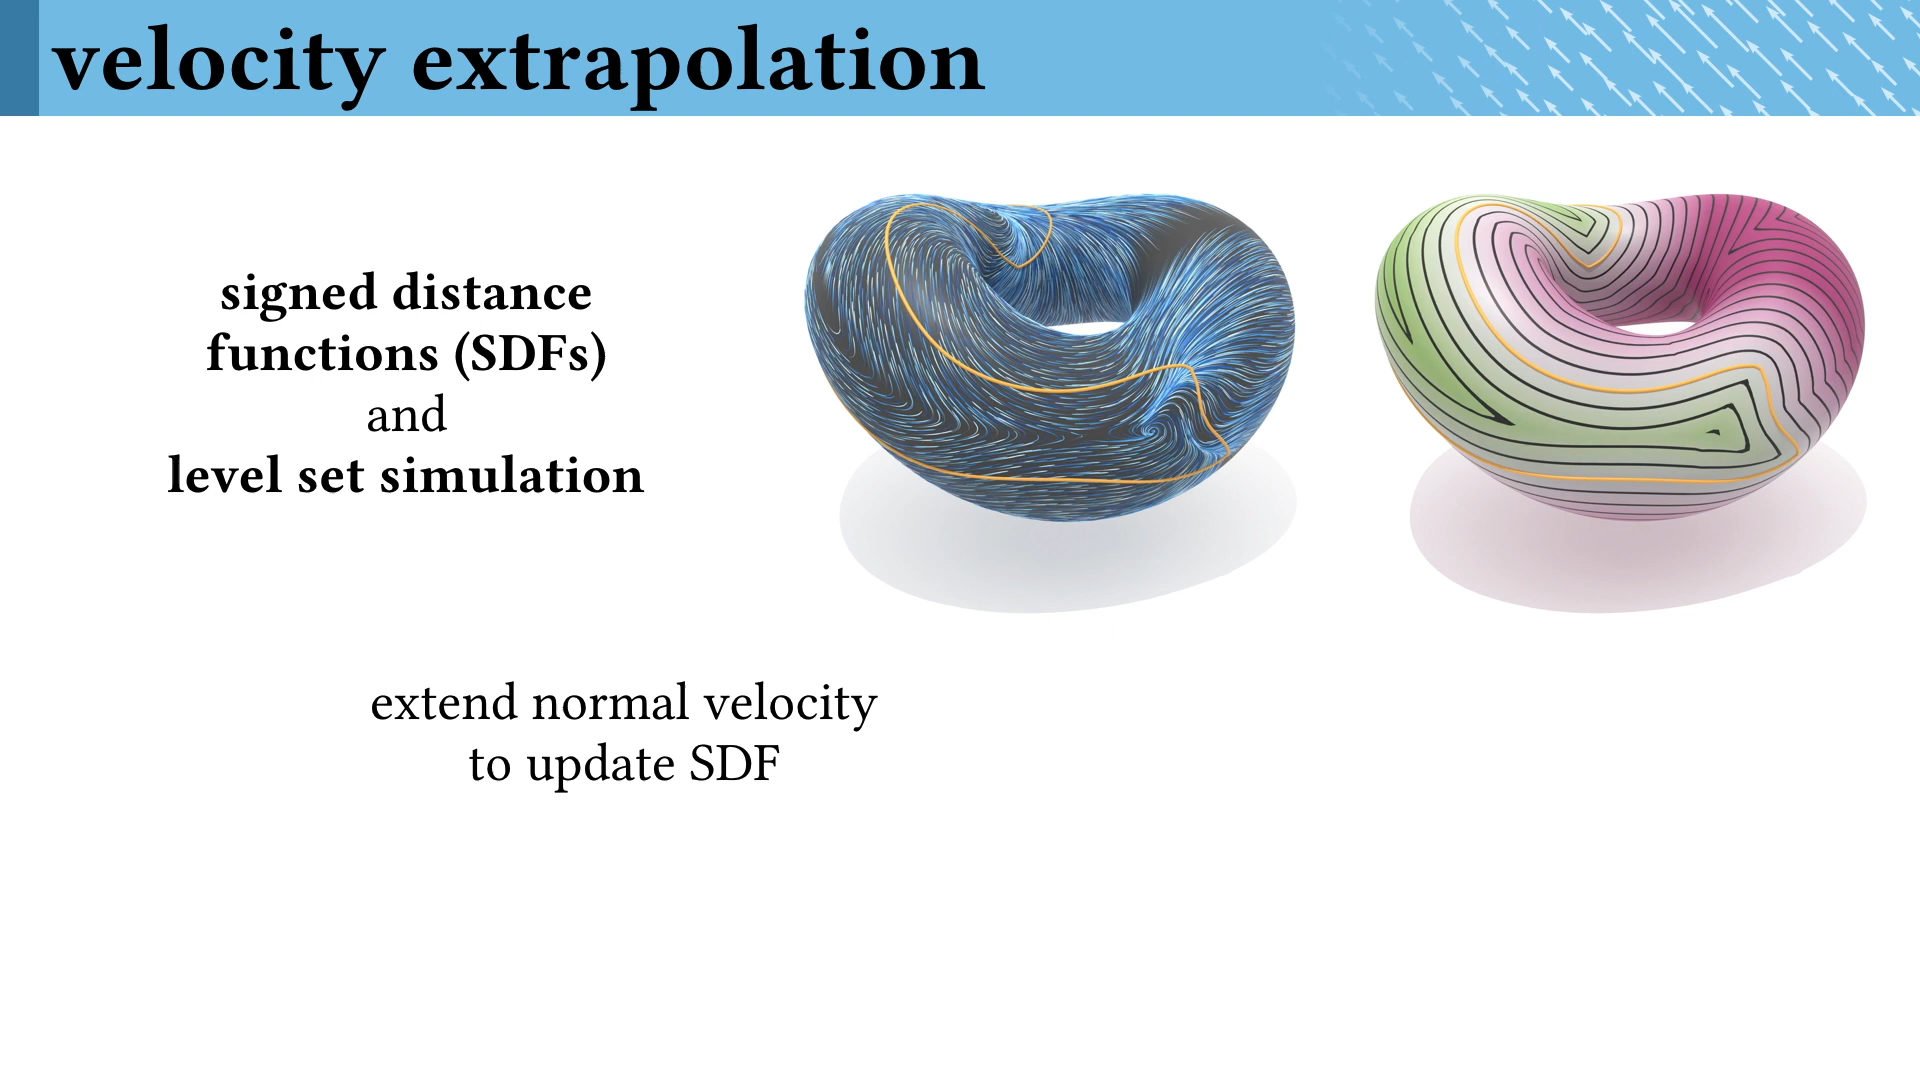 velocity extrapolation
signed distance
functions (SDFs)
and
level set simulation
extend normal velocity
to update SDF